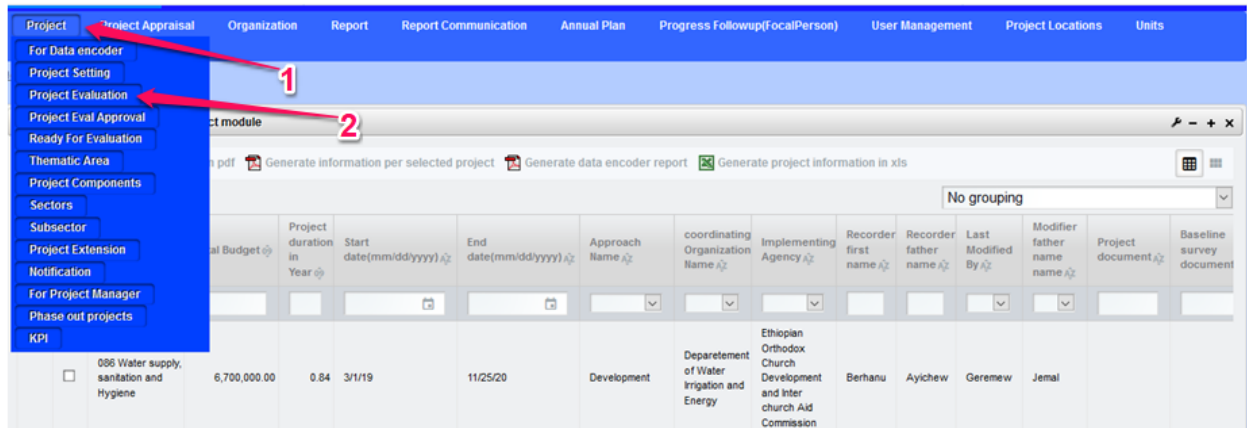 Project Project Appraisal Organization Report Report Communication Annual Plan Progress Followup(FocalPerson) User Management Project Locations Units
For Data encoder
Project Setting
1
Project Evaluation
Project Eval Approval
2
ct module
Ready For Evaluation
Thematic Area
n pdf Generate information per selected project Generate data encoder report Generate project information in xls
Project Components
Sectors
No grouping
Subsector
Project Extension
Notification
For Project Manager
Phase out projects
KPI
al Budget
Project
duration
in
Year
Start
date(mm/dd/yyyy)
End
date(mm/dd/yyyy)
Approach
Name
coordinating
Organization
Name
Implementing
Agency
Recorder
first
name
Recorder
father
name
Last
Modified
By
Modifier
father
name
name
Project
document
Baseline
survey
document
086 Water supply,
sanitation and
Hygiene
6,700,000.00
0.84
3/1/19
11/25/20
Development
Deparetement
of Water
Irrigation and
Energy
Ethiopian
Orthodox
Church
Development
and Inter
church Aid
Commission
Berhanu
Ayichew
Geremew
Jemal